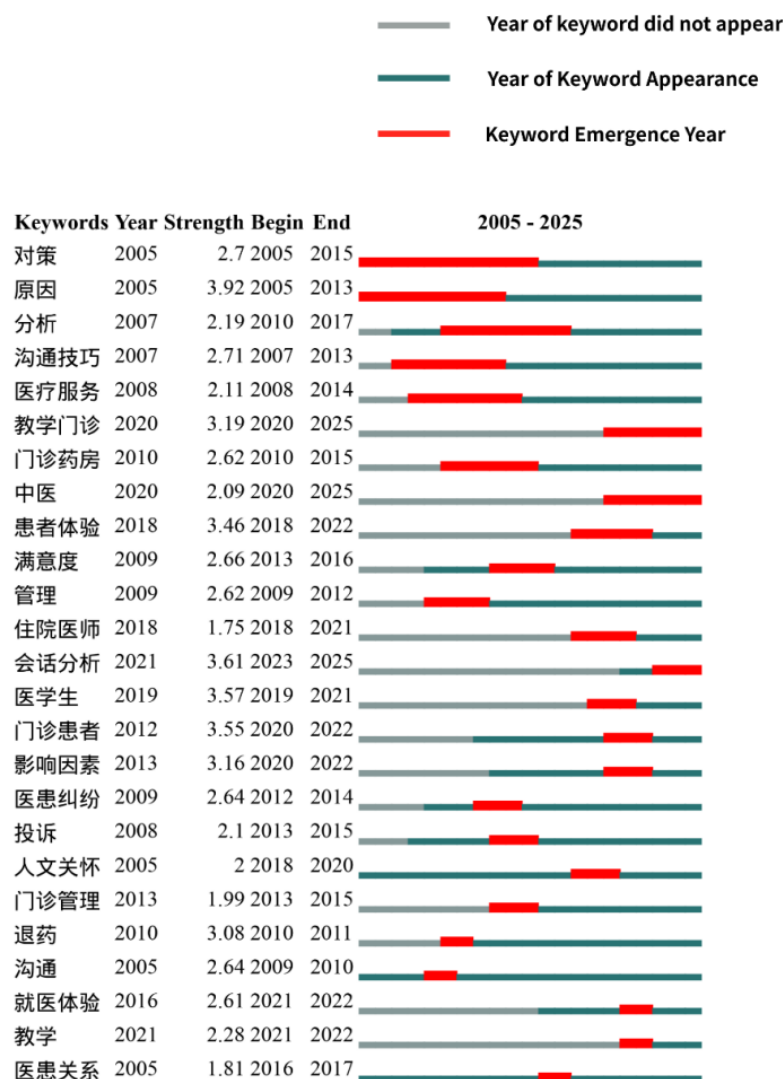 Year of keyword did not appear
Year of Keyword Appearance
Keyword Emergence Year
Keywords Year Strength Begin End 2005 - 2025
对策 2005 2.7 2005 2015
原因 2005 3.92 2005 2013
分析 2007 2.19 2010 2017
沟通技巧 2007 2.71 2007 2013
医疗服务 2008 2.11 2008 2014
教学门诊 2020 3.19 2020 2025
门诊药房 2010 2.62 2010 2015
中医 2020 2.09 2020 2025
患者体验 2018 3.46 2018 2022
满意度 2009 2.66 2013 2016
管理 2009 2.62 2009 2012
住院医师 2018 1.75 2018 2021
会话分析 2021 3.61 2023 2025
医学生 2019 3.57 2019 2021
门诊患者 2012 3.55 2020 2022
影响因素 2013 3.16 2020 2022
医患纠纷 2009 2.64 2012 2014
投诉 2008 2.1 2013 2015
人文关怀 2005 2 2018 2020
门诊管理 2013 1.99 2013 2015
退药 2010 3.08 2010 2011
沟通 2005 2.64 2009 2010
就医体验 2016 2.61 2021 2022
教学 2021 2.28 2021 2022
医患关系 2005 1.81 2016 2017